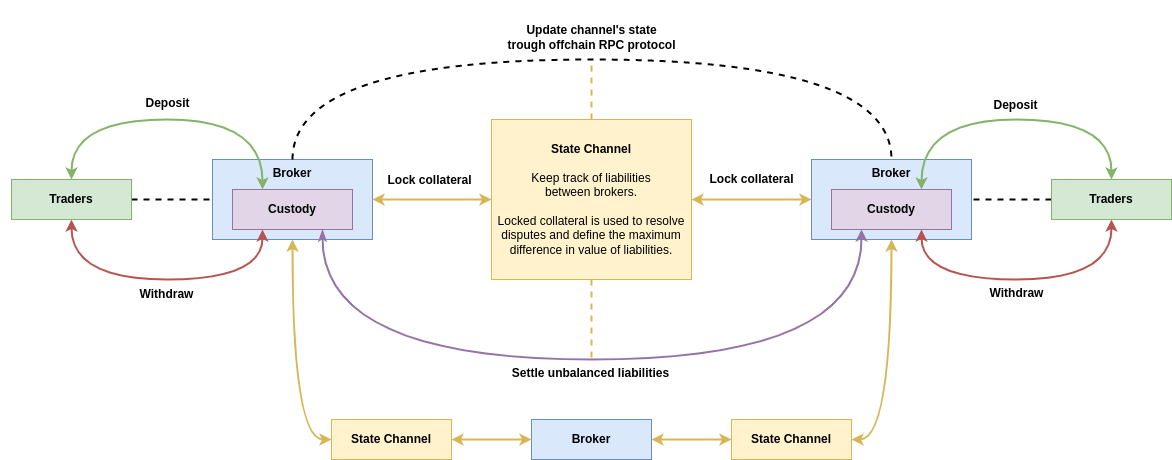 Update channel's state
trough offchain RPC protocol
Deposit
Deposit
State Channel
Broker
Lock collateral
Lock collateral
Broker
Keep track of liabilities
between brokers.
Traders
Custody
Custody
Traders
Locked collateral is used to resolve
disputes and define the maximum
difference in value of liabilities.
Withdraw
Withdraw
Settle unbalanced liabilities
State Channel
Broker
State Channel